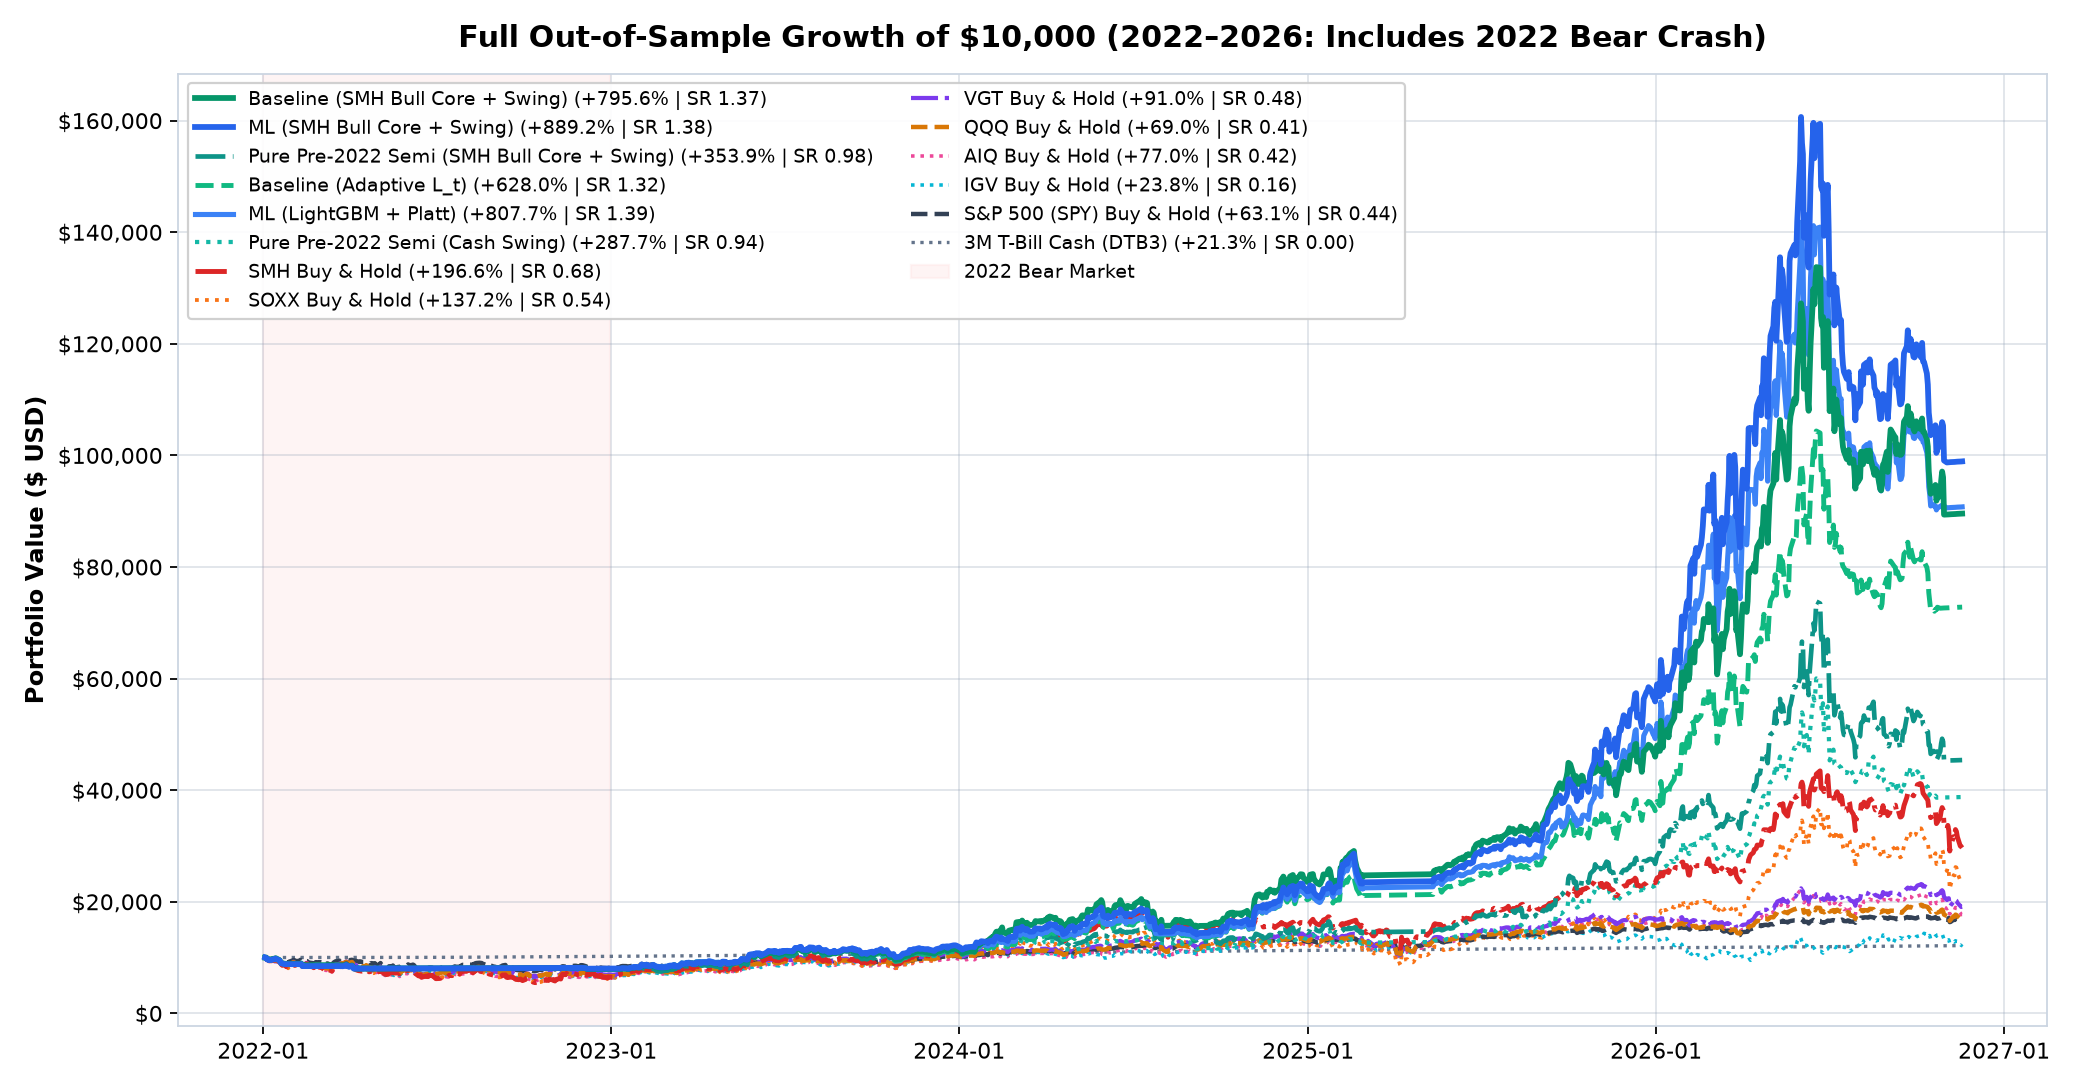 Full Out-of-Sample Growth of $10,000 (2022–2026: Includes 2022 Bear Crash)
Baseline (SMH Bull Core + Swing) (+795.6% | SR 1.37)
ML (SMH Bull Core + Swing) (+889.2% | SR 1.38)
Pure Pre-2022 Semi (SMH Bull Core + Swing) (+353.9% | SR 0.98)
Baseline (Adaptive L_t) (+628.0% | SR 1.32)
ML (LightGBM + Platt) (+807.7% | SR 1.39)
Pure Pre-2022 Semi (Cash Swing) (+287.7% | SR 0.94)
SMH Buy & Hold (+196.6% | SR 0.68)
SOXX Buy & Hold (+137.2% | SR 0.54)
VGT Buy & Hold (+91.0% | SR 0.48)
QQQ Buy & Hold (+69.0% | SR 0.41)
AIQ Buy & Hold (+77.0% | SR 0.42)
IGV Buy & Hold (+23.8% | SR 0.16)
S&P 500 (SPY) Buy & Hold (+63.1% | SR 0.44)
3M T-Bill Cash (DTB3) (+21.3% | SR 0.00)
2022 Bear Market
Portfolio Value ($ USD)
$160,000
$140,000
$120,000
$100,000
$80,000
$60,000
$40,000
$20,000
$0
2022-01
2023-01
2024-01
2025-01
2026-01
2027-01